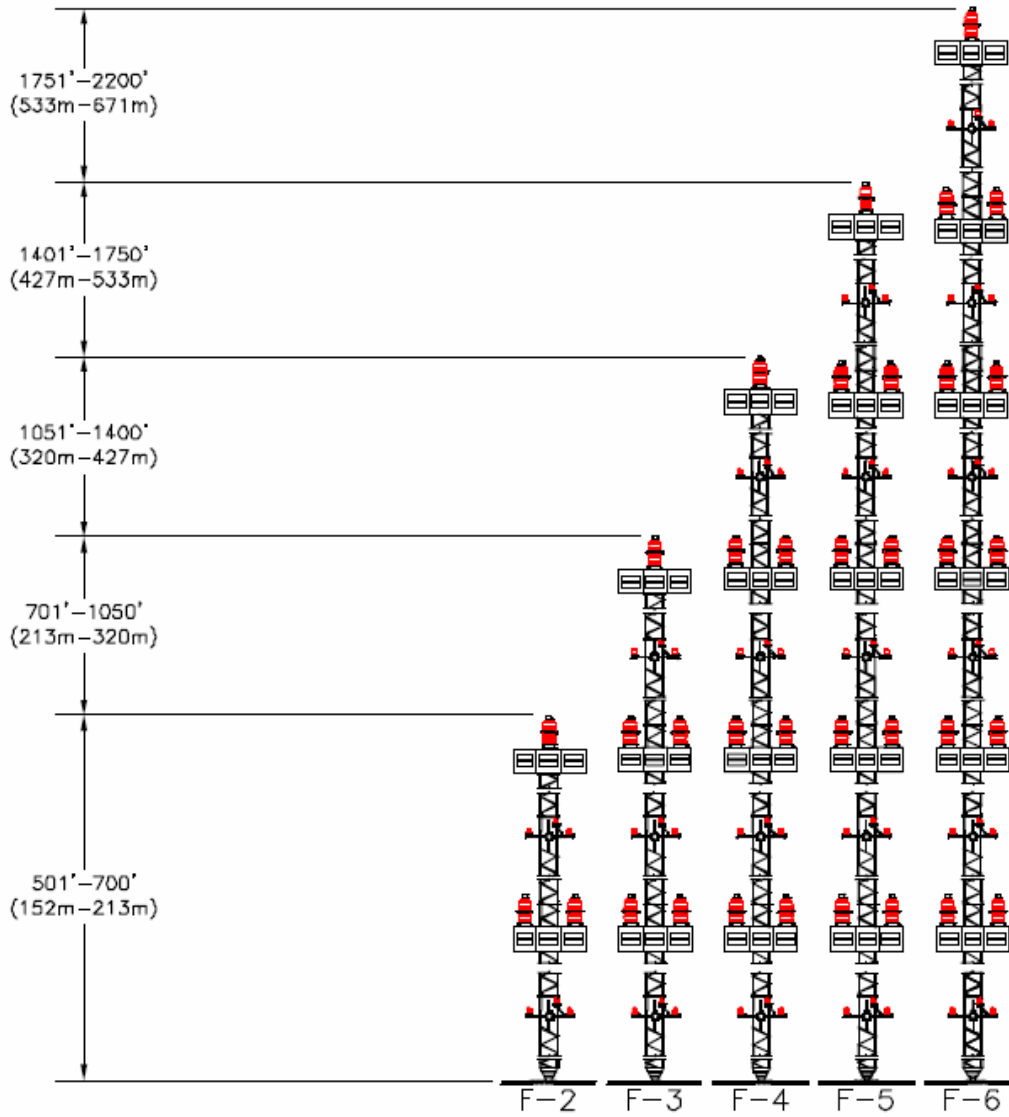 1751'-2200'
(533m-671m)
1401'-1750'
(427m-533m)
1051'-1400'
(320m-427m)
701'-1050'
(213m-320m)
501'-700'
(152m-213m)
F-2 F-3 F-4 F-5 F-6